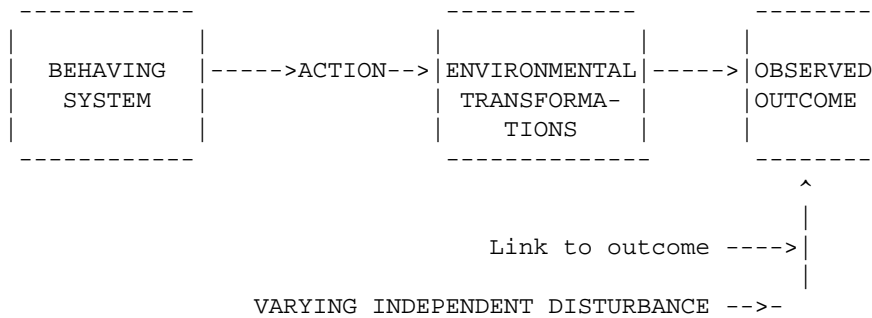 BEHAVING |----->ACTION-->|ENVIRONMENTAL|----->|OBSERVED
SYSTEM TRANSFORMA- OUTCOME
TIONS
Link to outcome ---->|
VARYING INDEPENDENT DISTURBANCE -->-